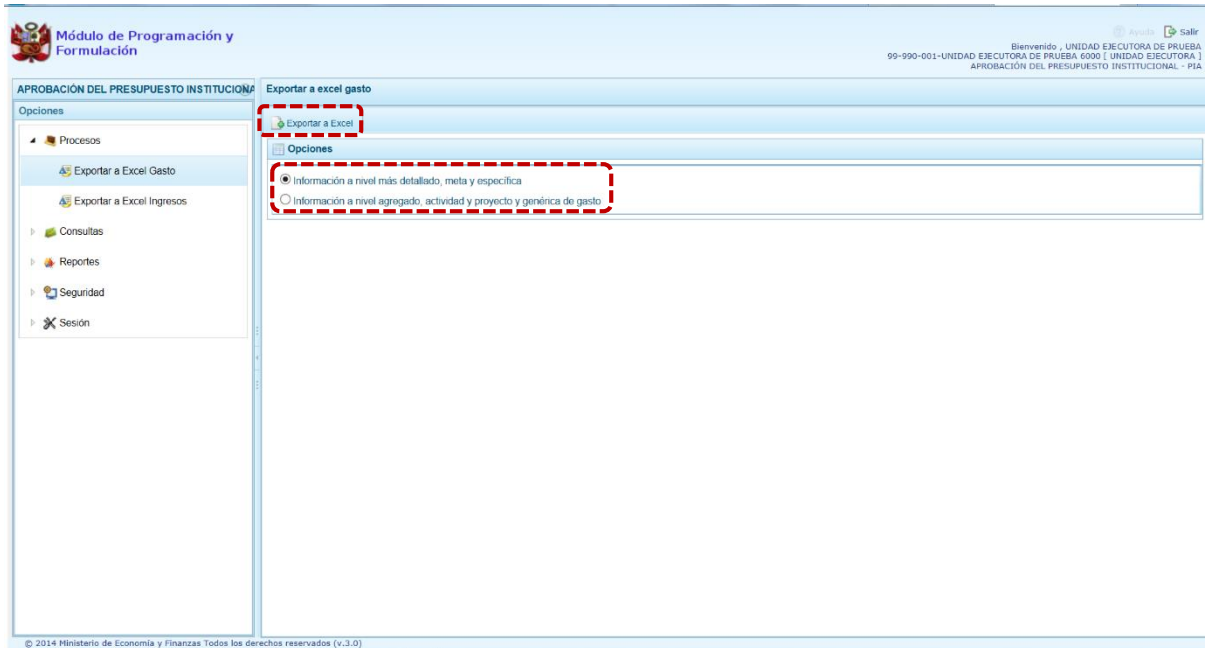 Módulo de Programación y
Formulación
Ayuda Salir
Bienvenido , UNIDAD EJECUTORA DE PRUEBA
99-990-001-UNIDAD EJECUTORA DE PRUEBA 6000 [ UNIDAD EJECUTORA ]
APROBACIÓN DEL PRESUPUESTO INSTITUCIONAL - PIA
APROBACIÓN DEL PRESUPUESTO INSTITUCIONA
Opciones
Procesos
Exportar a Excel Gasto
Exportar a Excel Ingresos
Consultas
Reportes
Seguridad
Sesión
Exportar a excel gasto
Exportar a Excel
Opciones
Información a nivel más detallado, meta y específica
Información a nivel agregado, actividad y proyecto y genérica de gasto
© 2014 Ministerio de Economía y Finanzas Todos los derechos reservados (v.3.0)